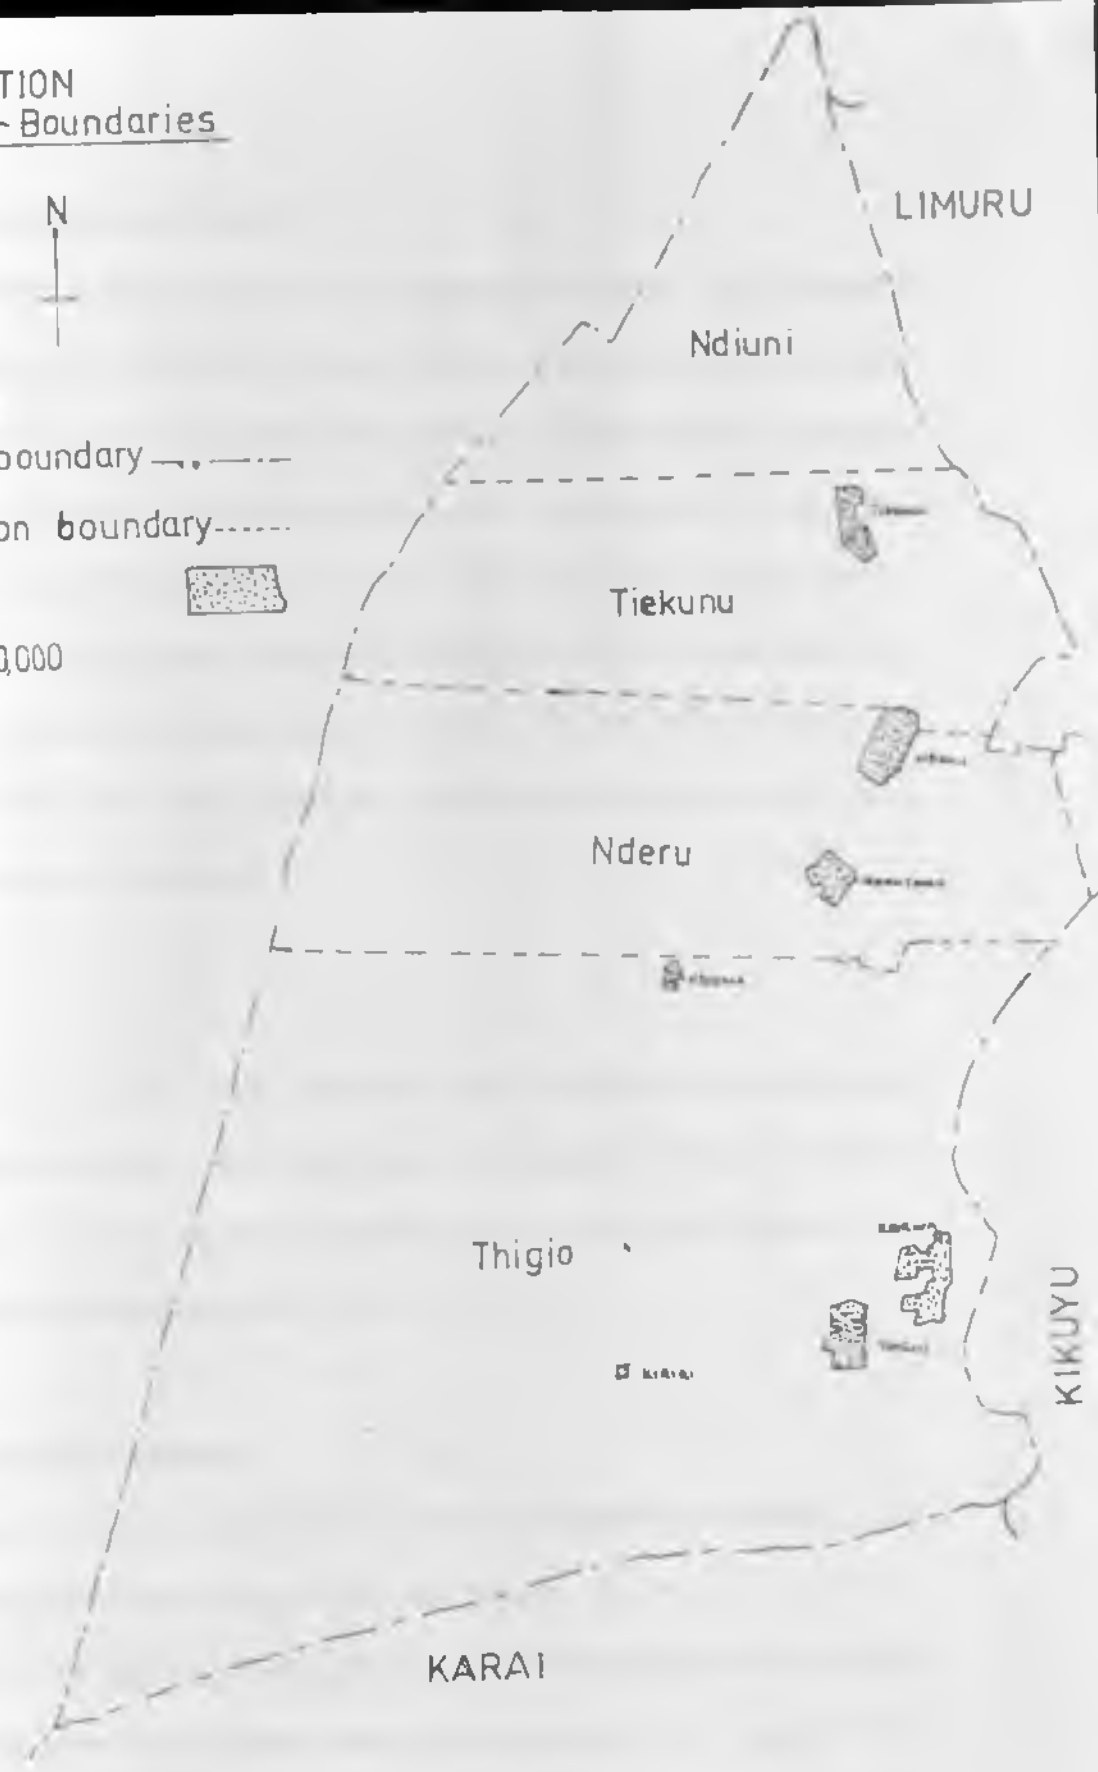 TION
- Boundaries
N
LIMURU
Ndiuni
boundary
on boundary
Tiekunu
0,000
Nderu
Thigio
KIKUYU
KARAI